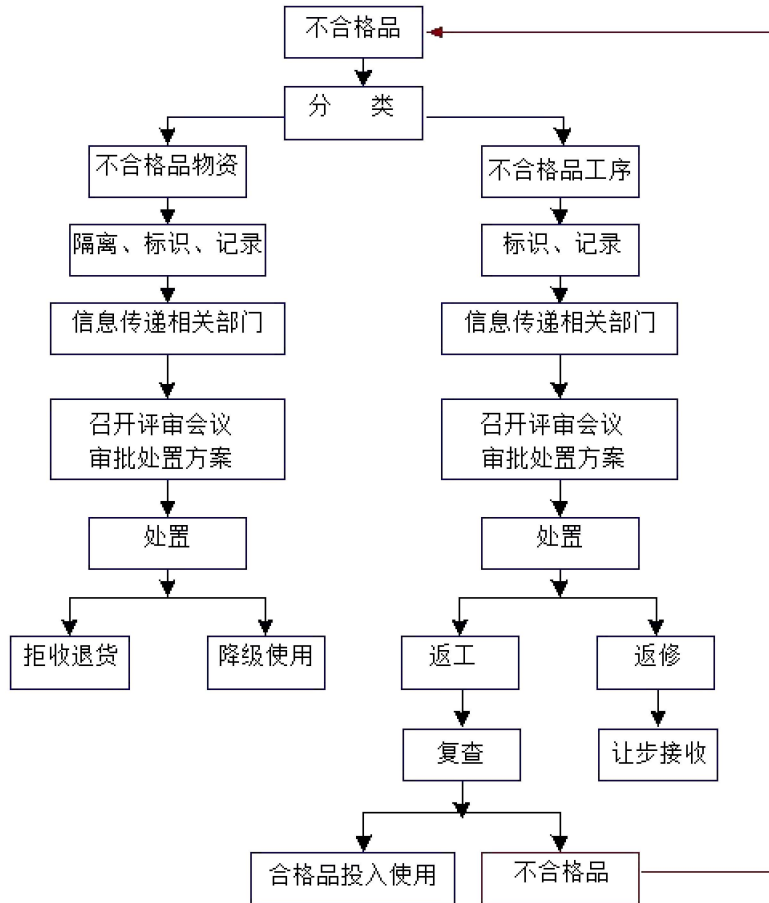 不合格品
分 类
不合格品物资
不合格品工序
隔离、标识、记录
标识、记录
信息传递相关部门
信息传递相关部门
召开评审会议
审批处置方案
召开评审会议
审批处置方案
处置
处置
拒收退货
降级使用
返工
返修
复查
让步接收
合格品投入使用
不合格品